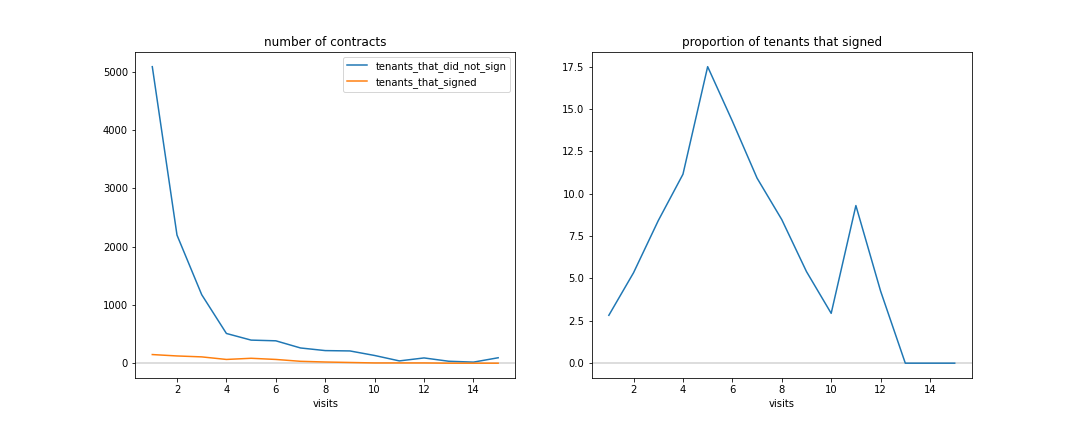 number of contracts
5000
4000
3000
2000
1000
0
2 4 6 8 10 12 14
visits
tenants_that_did_not_sign
tenants_that_signed
proportion of tenants that signed
17.5
15.0
12.5
10.0
7.5
5.0
2.5
0.0
2 4 6 8 10 12 14
visits